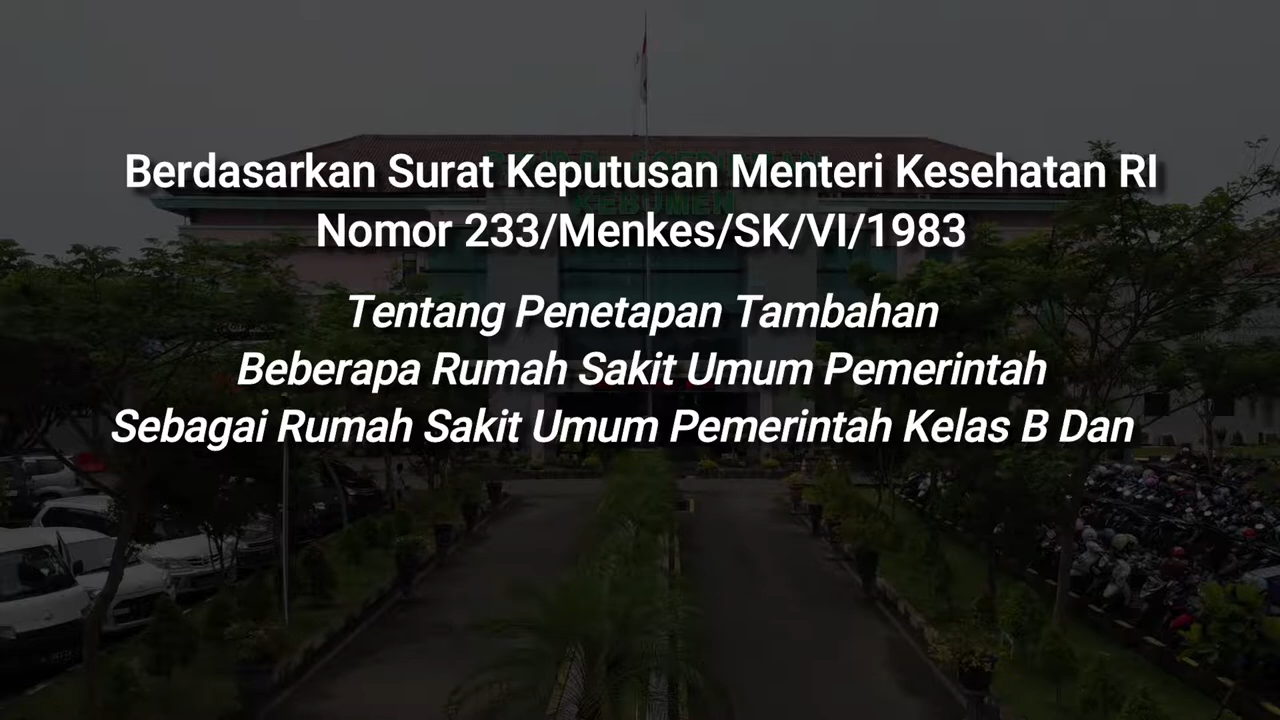 Berdasarkan Surat Keputusan Menteri Kesehatan RI
Nomor 233/Menkes/SK/VI/1983
Tentang Penetapan Tambahan
Beberapa Rumah Sakit Umum Pemerintah
Sebagai Rumah Sakit Umum Pemerintah Kelas B Dan
KEBUMEN